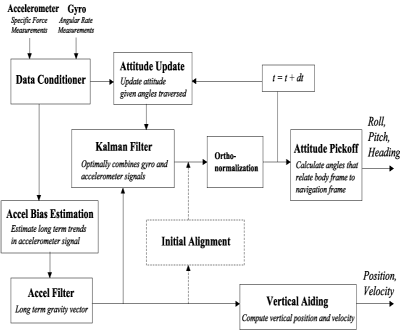 Accelerometer
Specific Force
Measurements
Gyro
Angular Rate
Measurements
Data Conditioner
Attitude Update
Update attitude
given angles traversed
t = t + dt
Kalman Filter
Optimally combines gyro and
accelerometer signals
Ortho-
normalization
Attitude Pickoff
Calculate angles that
relate body frame to
navigation frame
Roll,
Pitch,
Heading
Accel Bias Estimation
Estimate long term trends
in accelerometer signal
Initial Alignment
Accel Filter
Long term gravity vector
Vertical Aiding
Compute vertical position and velocity
Position,
Velocity